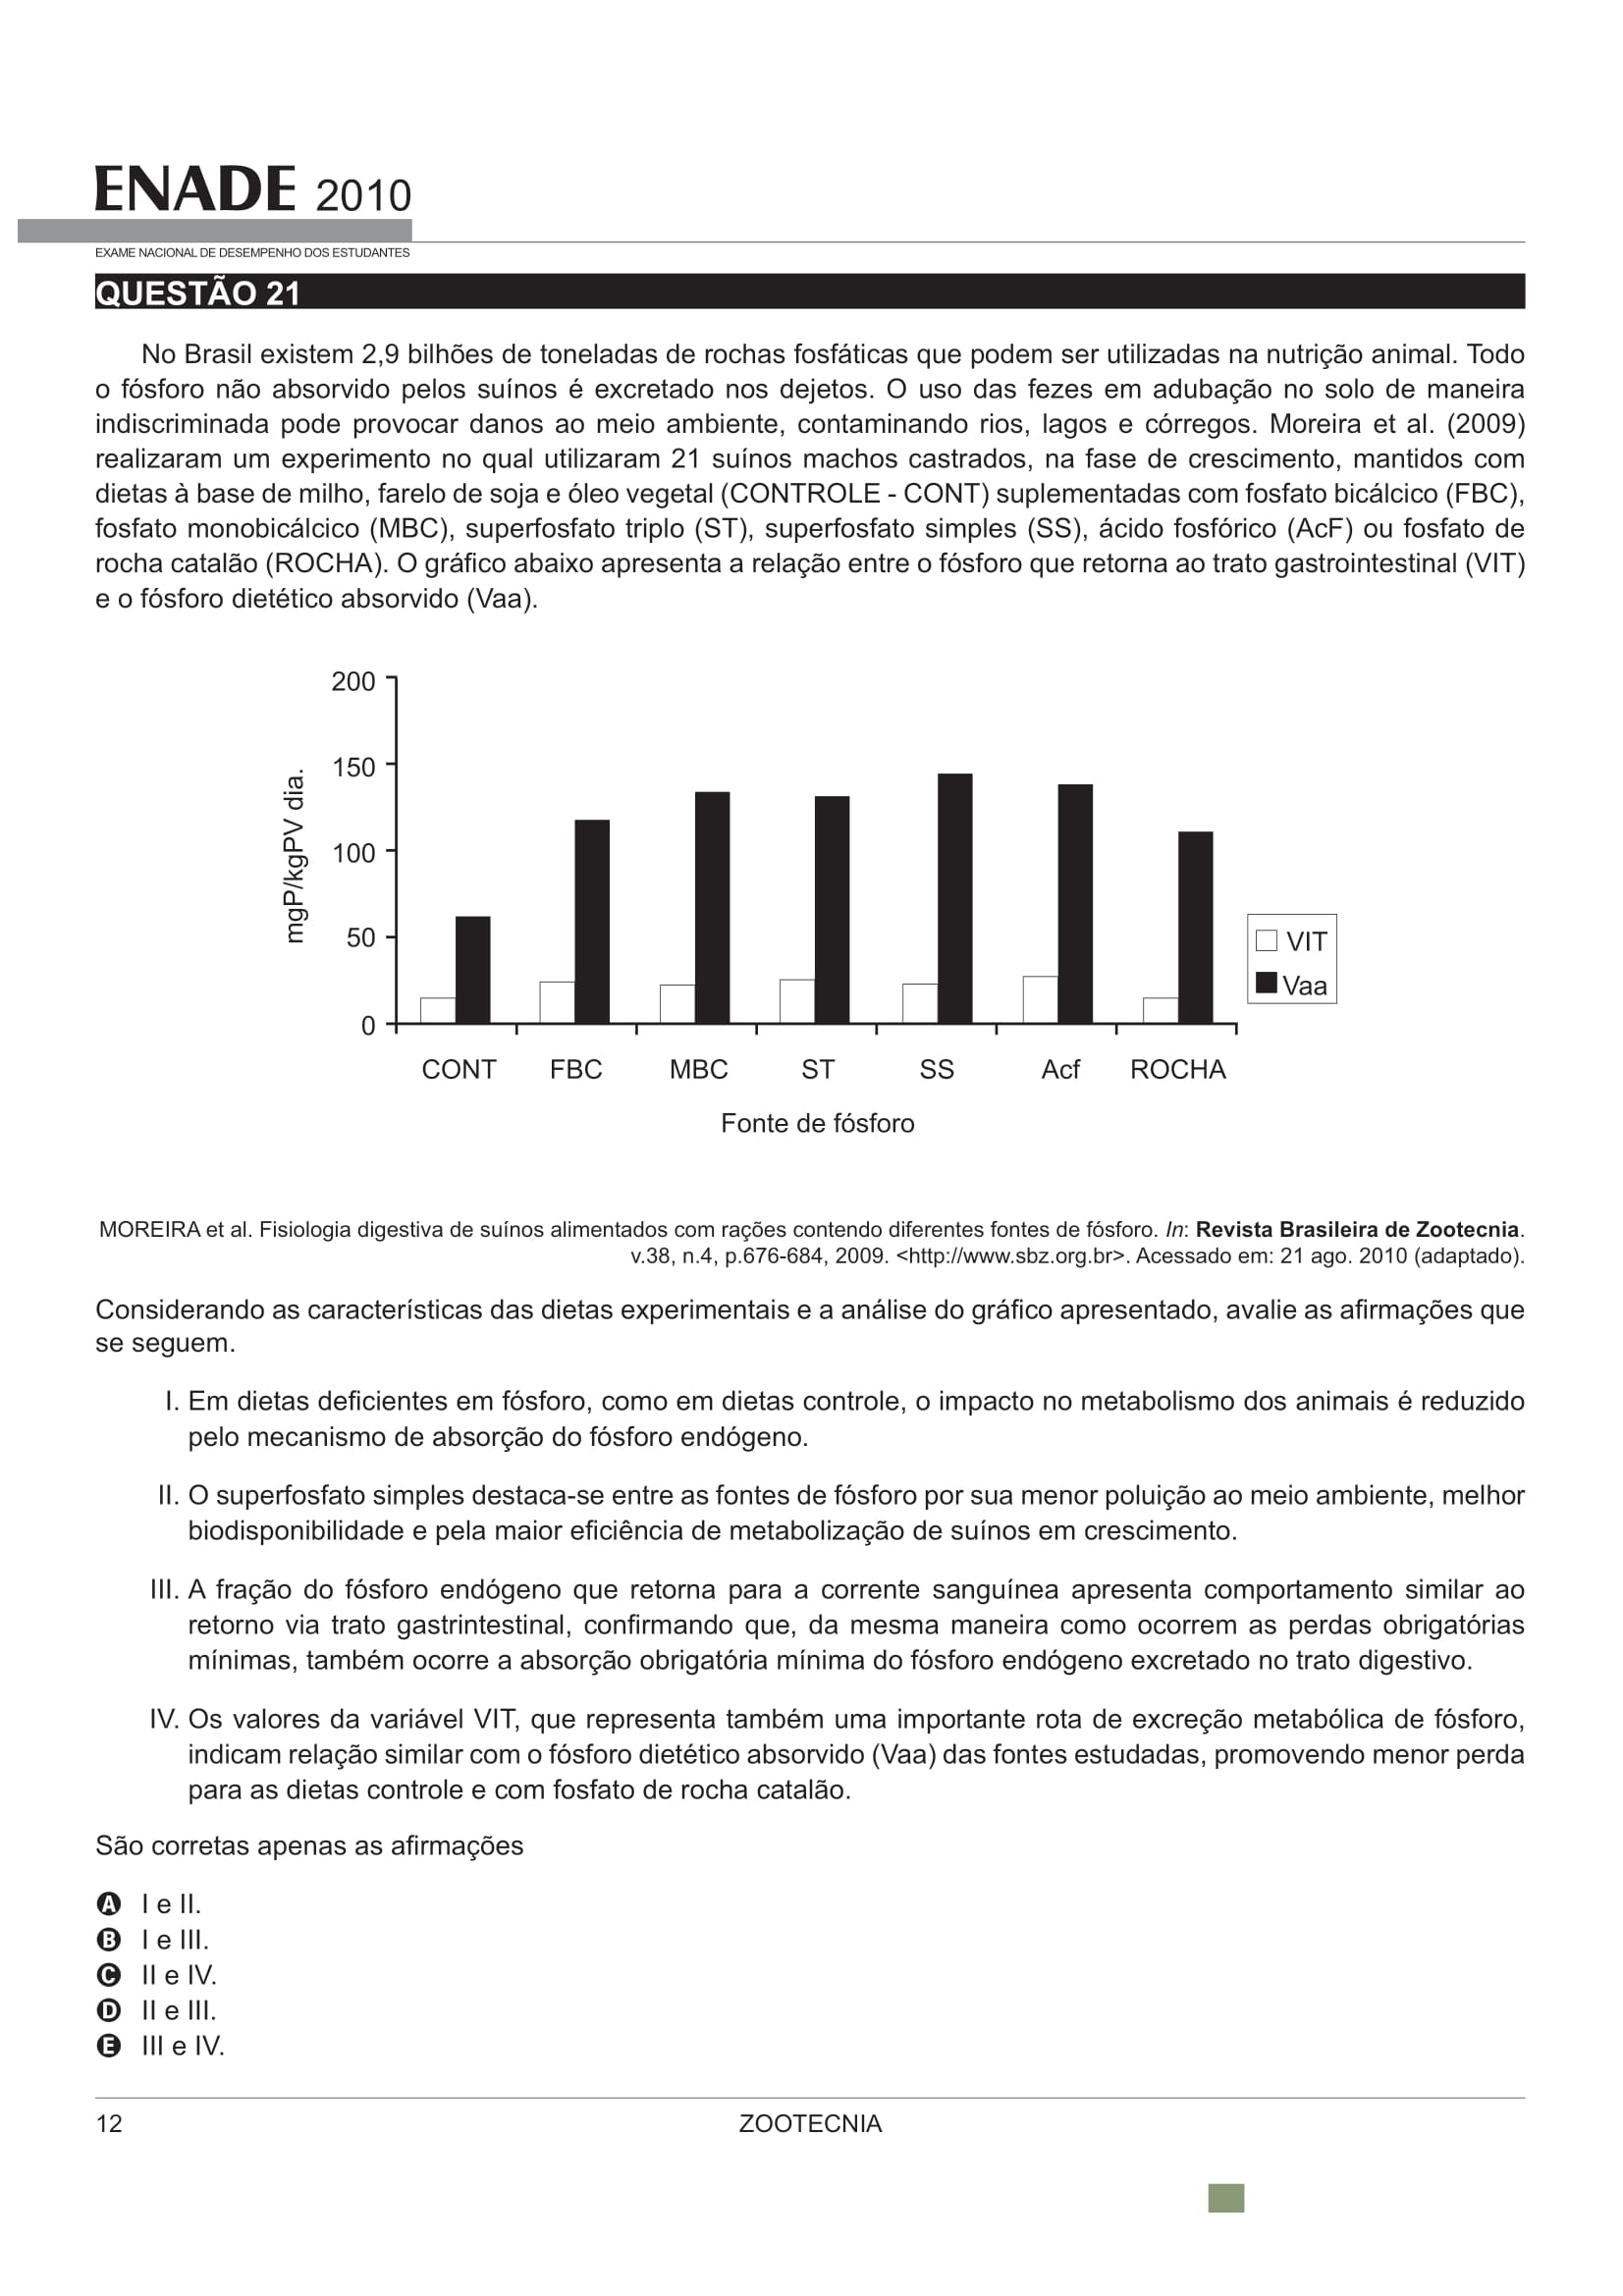 ENADE 2010
EXAME NACIONAL DE DESEMPENHO DOS ESTUDANTES
QUESTÃO 21
No Brasil existem 2,9 bilhões de toneladas de rochas fosfáticas que podem ser utilizadas na nutrição animal. Todo
o fósforo não absorvido pelos suínos é excretado nos dejetos. O uso das fezes em adubação no solo de maneira
indiscriminada pode provocar danos ao meio ambiente, contaminando rios, lagos e córregos. Moreira et al. (2009)
realizaram um experimento no qual utilizaram 21 suínos machos castrados, na fase de crescimento, mantidos com
dietas à base de milho, farelo de soja e óleo vegetal (CONTROLE - CONT) suplementadas com fosfato bicálcico (FBC),
fosfato monobicálcico (MBC), superfosfato triplo (ST), superfosfato simples (SS), ácido fosfórico (AcF) ou fosfato de
rocha catalão (ROCHA). O gráfico abaixo apresenta a relação entre o fósforo que retorna ao trato gastrointestinal (VIT)
e o fósforo dietético absorvido (Vaa).
200
150
100
50
0
mgP/kgPV dia.
CONT FBC MBC ST SS Acf ROCHA
Fonte de fósforo
VIT
Vaa
MOREIRA et al. Fisiologia digestiva de suínos alimentados com rações contendo diferentes fontes de fósforo. In: Revista Brasileira de Zootecnia.
v.38, n.4, p.676-684, 2009. <http://www.sbz.org.br>. Acessado em: 21 ago. 2010 (adaptado).
Considerando as características das dietas experimentais e a análise do gráfico apresentado, avalie as afirmações que
se seguem.
I. Em dietas deficientes em fósforo, como em dietas controle, o impacto no metabolismo dos animais é reduzido
pelo mecanismo de absorção do fósforo endógeno.
II. O superfosfato simples destaca-se entre as fontes de fósforo por sua menor poluição ao meio ambiente, melhor
biodisponibilidade e pela maior eficiência de metabolização de suínos em crescimento.
III. A fração do fósforo endógeno que retorna para a corrente sanguínea apresenta comportamento similar ao
retorno via trato gastrintestinal, confirmando que, da mesma maneira como ocorrem as perdas obrigatórias
mínimas, também ocorre a absorção obrigatória mínima do fósforo endógeno excretado no trato digestivo.
IV. Os valores da variável VIT, que representa também uma importante rota de excreção metabólica de fósforo,
indicam relação similar com o fósforo dietético absorvido (Vaa) das fontes estudadas, promovendo menor perda
para as dietas controle e com fosfato de rocha catalão.
São corretas apenas as afirmações
A I e II.
B I e III.
C II e IV.
D II e III.
E III e IV.
12 ZOOTECNIA